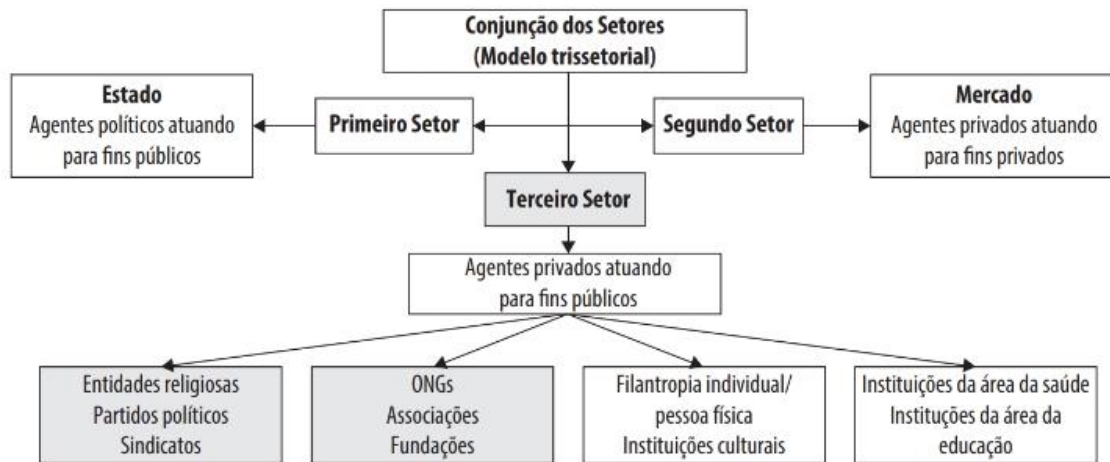 Conjunção dos Setores
(Modelo trissetorial)
Estado
Agentes políticos atuando
para fins públicos
Primeiro Setor
Segundo Setor
Mercado
Agentes privados atuando
para fins privados
Terceiro Setor
Agentes privados atuando
para fins públicos
Entidades religiosas
Partidos políticos
Sindicatos
ONGs
Associações
Fundações
Filantropia individual/
pessoa física
Instituições culturais
Instituições da área da saúde
Instituções da área da
educação